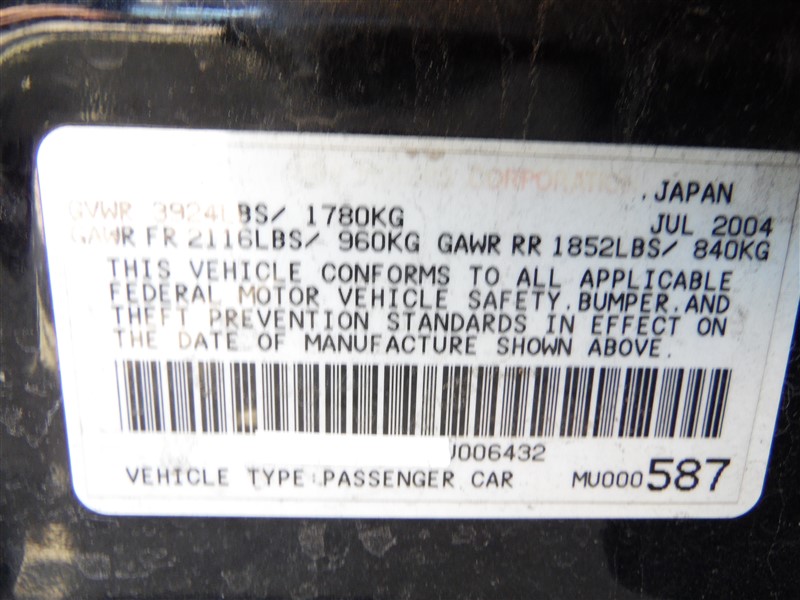 CORPORATION
,JAPAN
GVWR 3924LBS/ 1780KG JUL 2004
GAWR FR 2116LBS/ 960KG GAWR RR 1852LBS/ 840KG
THIS VEHICLE CONFORMS TO ALL APPLICABLE
FEDERAL MOTOR VEHICLE SAFETY,BUMPER,AND
THEFT PREVENTION STANDARDS IN EFFECT ON
THE DATE OF MANUFACTURE SHOWN ABOVE.
U006432
VEHICLE TYPE:PASSENGER CAR MU000587